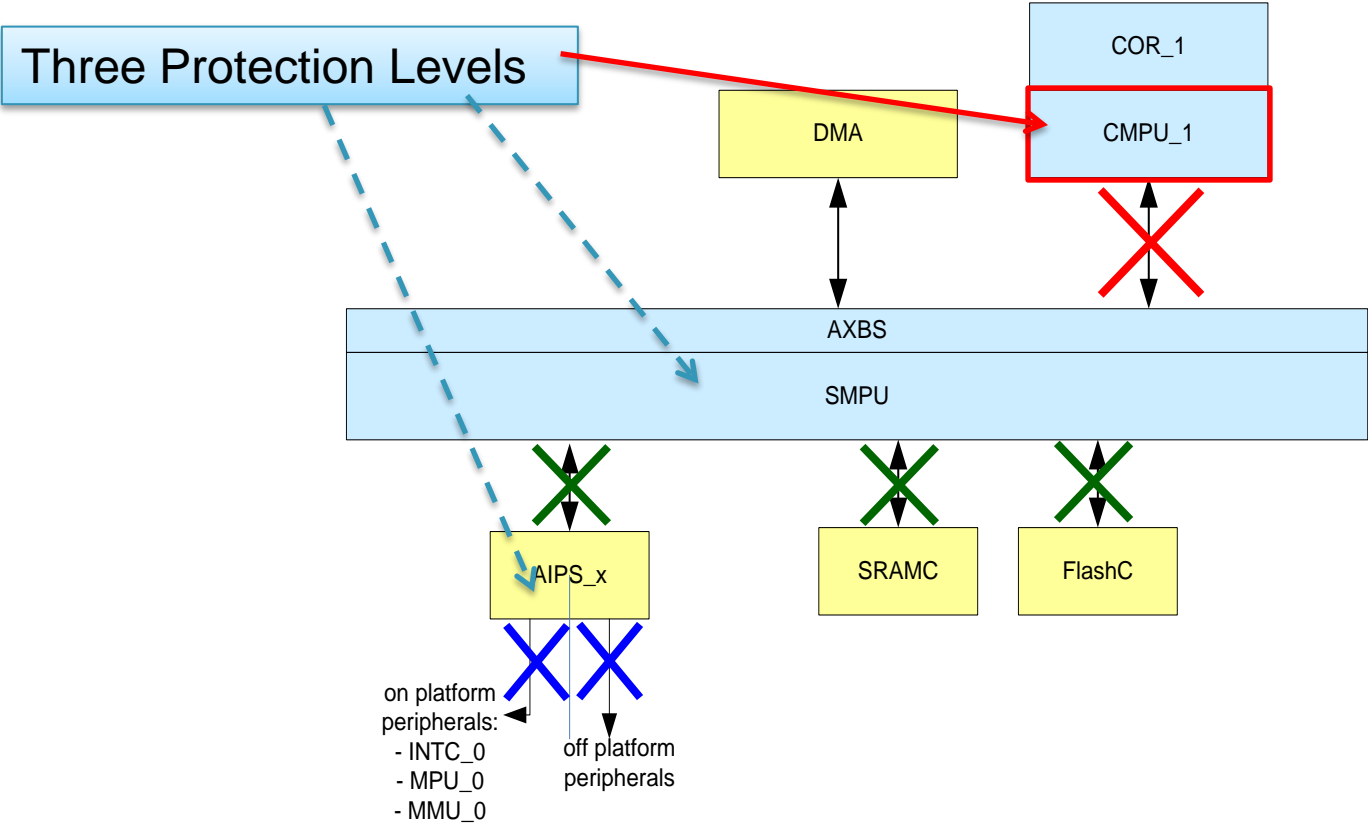 Three Protection Levels
COR_1
DMA
CMPU_1
AXBS
SMPU
AIPS_x
SRAMC
FlashC
on platform
peripherals:
- INTC_0
- MPU_0
- MMU_0
off platform
peripherals